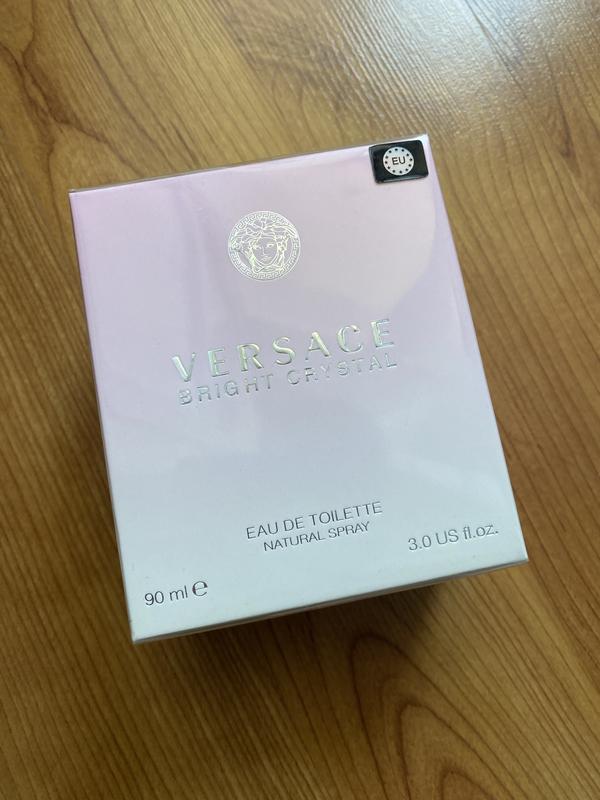 EU
VERSACE
BRIGHT CRYSTAL
EAU DE TOILETTE
NATURAL SPRAY
90 ml ℮
3.0 US fl.oz.